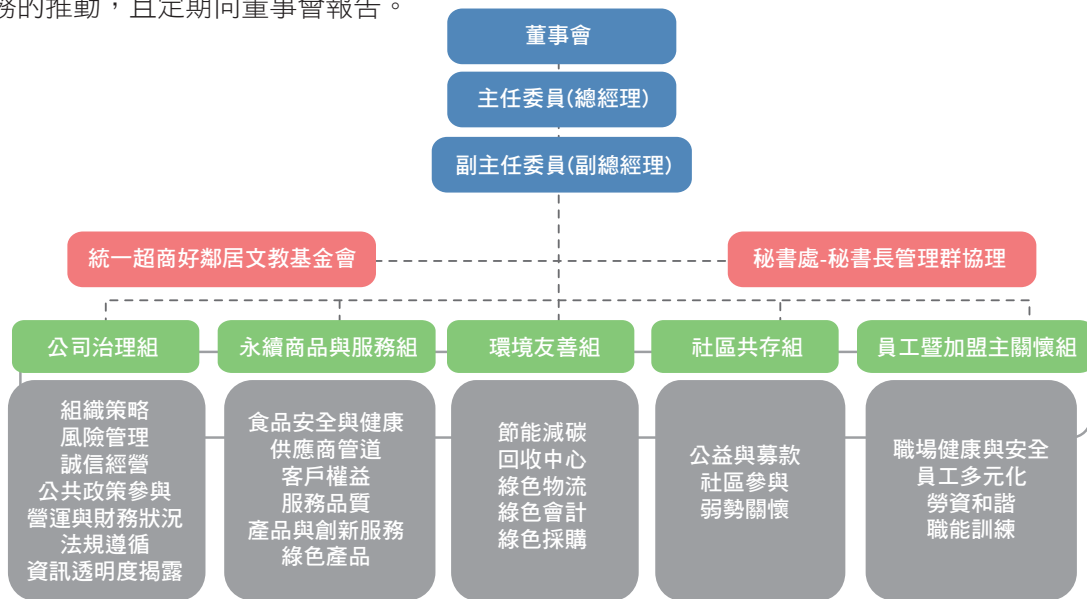 務的推動，且定期向董事會報告。
董事會
主任委員(總經理)
副主任委員(副總經理)
統一超商好鄰居文教基金會
秘書處-秘書長管理群協理
公司治理組
永續商品與服務組
環境友善組
社區共存組
員工暨加盟主關懷組
組織策略
風險管理
誠信經營
公共政策參與
營運與財務狀況
法規遵循
資訊透明度揭露
食品安全與健康
供應商管道
客戶權益
服務品質
產品與創新服務
綠色產品
節能減碳
回收中心
綠色物流
綠色會計
綠色採購
公益與募款
社區參與
弱勢關懷
職場健康與安全
員工多元化
勞資和諧
職能訓練